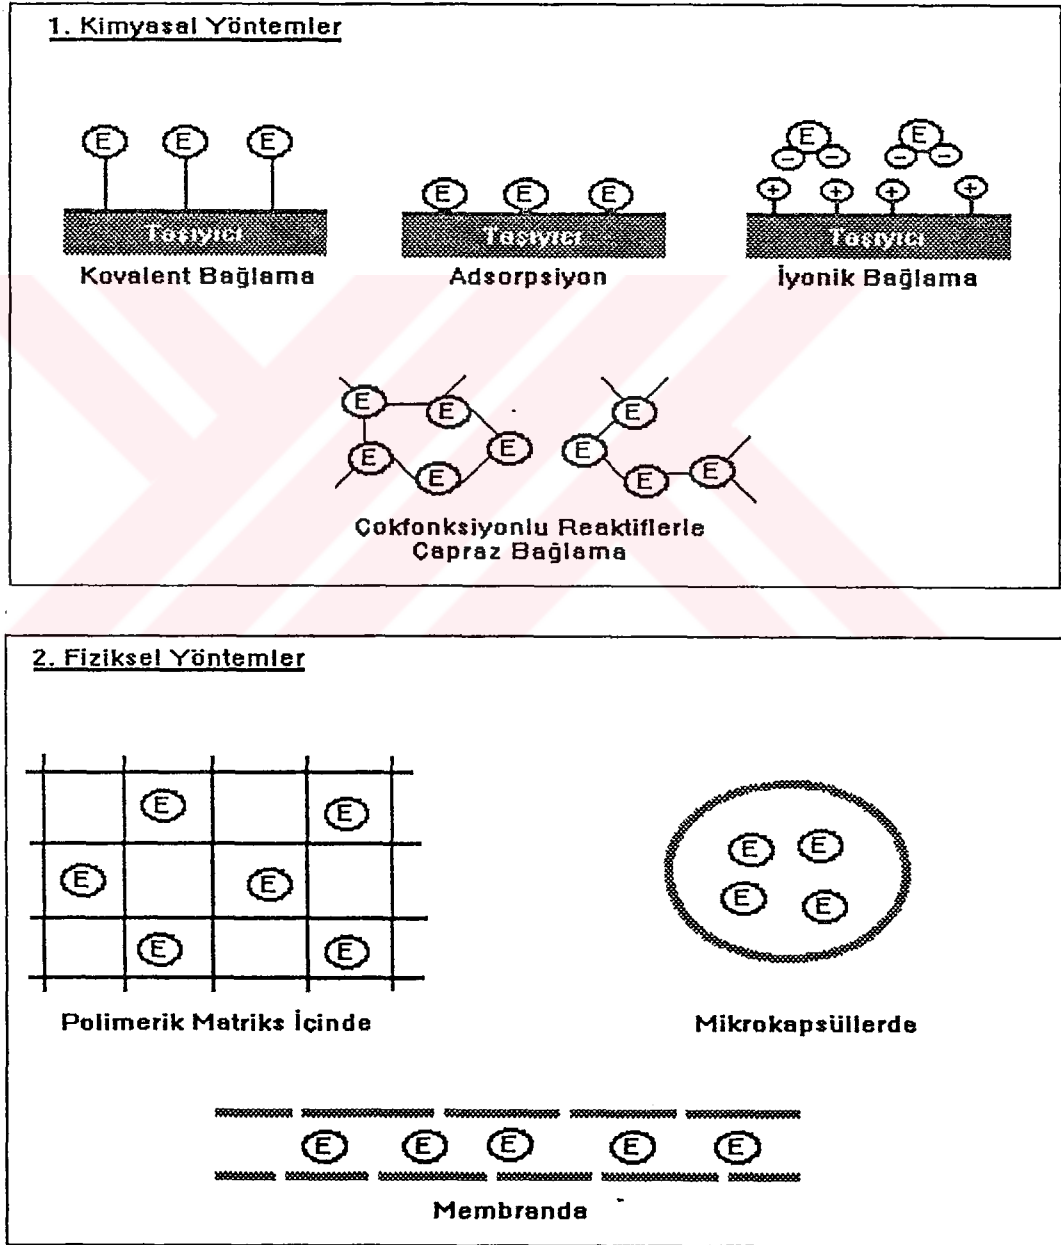 1. Kimyasal Yöntemler
E E E
E E E
E E
- - - -
+ + + +
Taşıyıcı
Taşıyıcı
Taşıyıcı
Kovalent Bağlama
Adsorpsiyon
İyonik Bağlama
E E E E E
E E E E
Çokfonksiyonlu Reaktiflerle
Çapraz Bağlama
2. Fiziksel Yöntemler
E E
E E
E E
E E
E E
Polimerik Matriks İçinde
Mikrokapsüllerde
E E E E E
Membranda